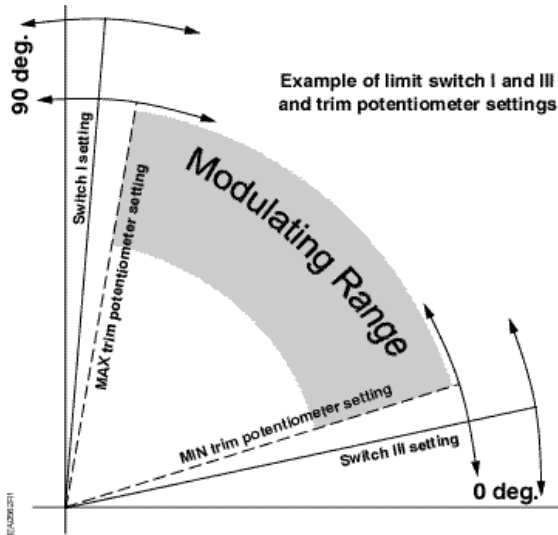 90 deg.
Example of limit switch I and III
and trim potentiometer settings
Switch I setting
MAX trim potentiometer setting
Modulating Range
MIN trim potentiometer setting
Switch III setting
0 deg.